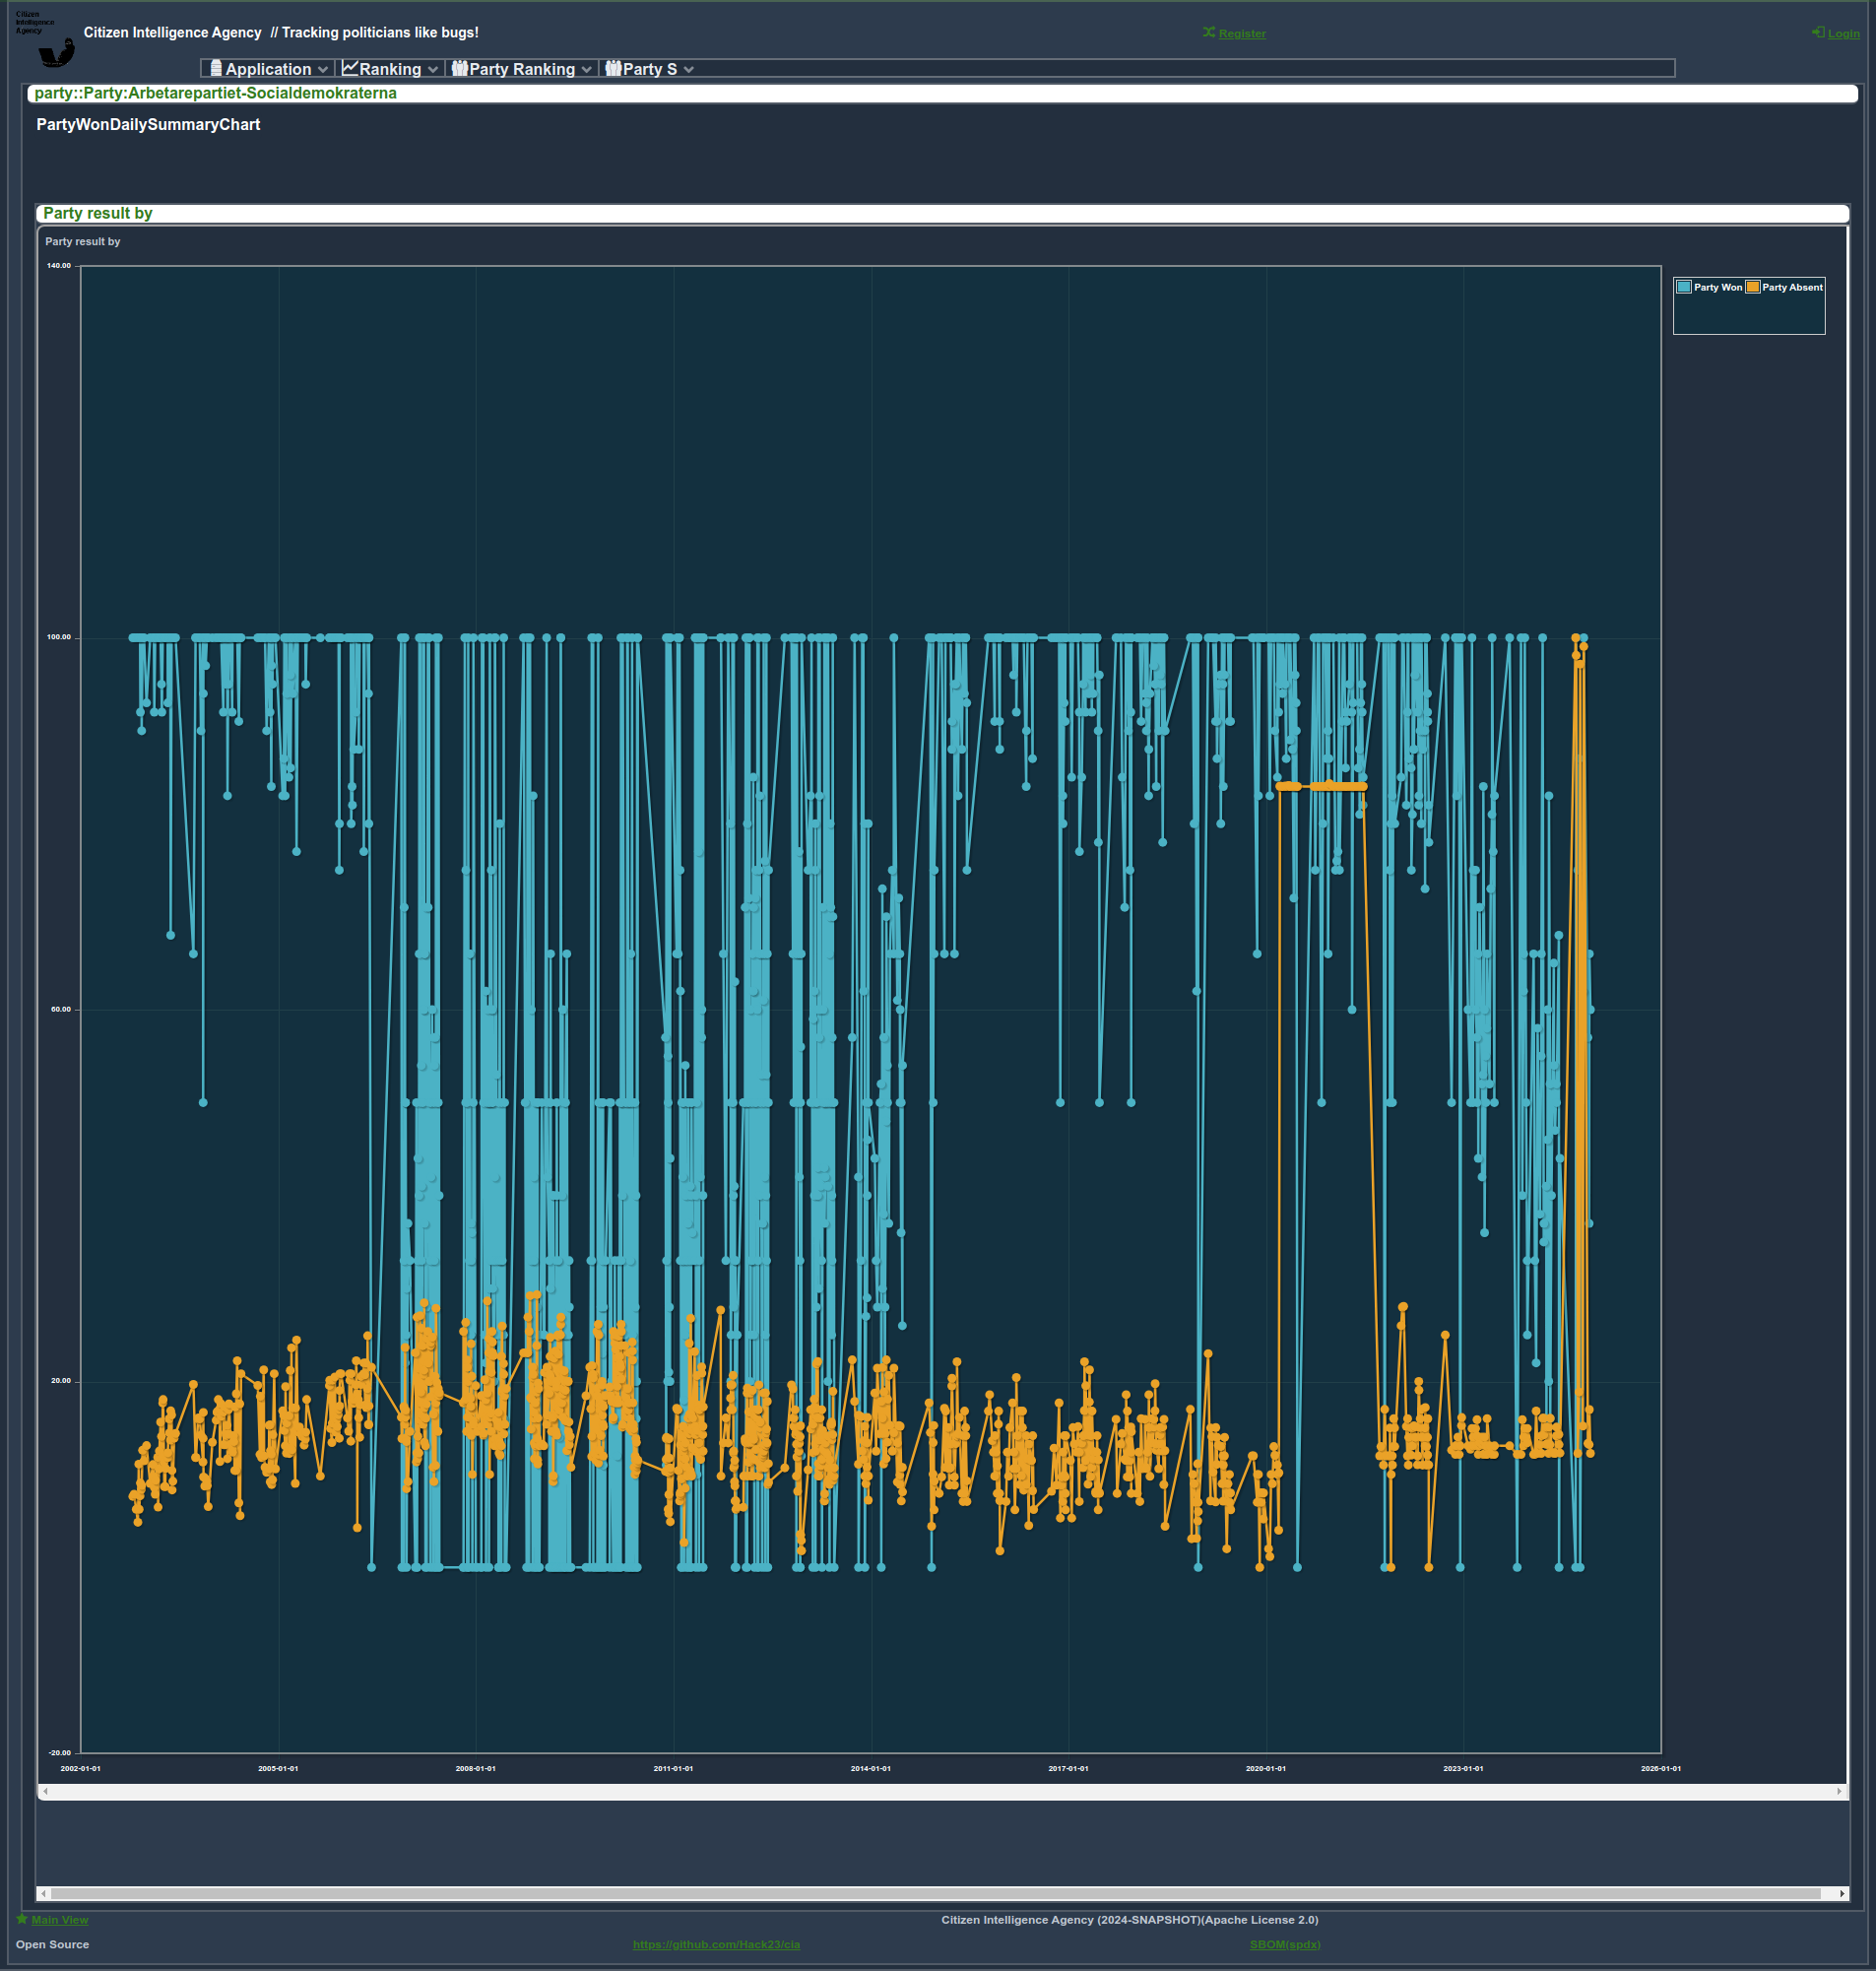 Citizen
Intelligence
Agency
Citizen Intelligence Agency // Tracking politicians like bugs!
Register
Login
Application
Ranking
Party Ranking
Party S
party::Party:Arbetarepartiet-Socialdemokraterna
PartyWonDailySummaryChart
Party result by
Party result by
140.00
Party Won
Party Absent
100.00
60.00
20.00
-20.00
2002-01-01
2005-01-01
2008-01-01
2011-01-01
2014-01-01
2017-01-01
2020-01-01
2023-01-01
2026-01-01
Main View
Citizen Intelligence Agency (2024-SNAPSHOT)(Apache License 2.0)
Open Source
https://github.com/Hack23/cia
SBOM(spdx)